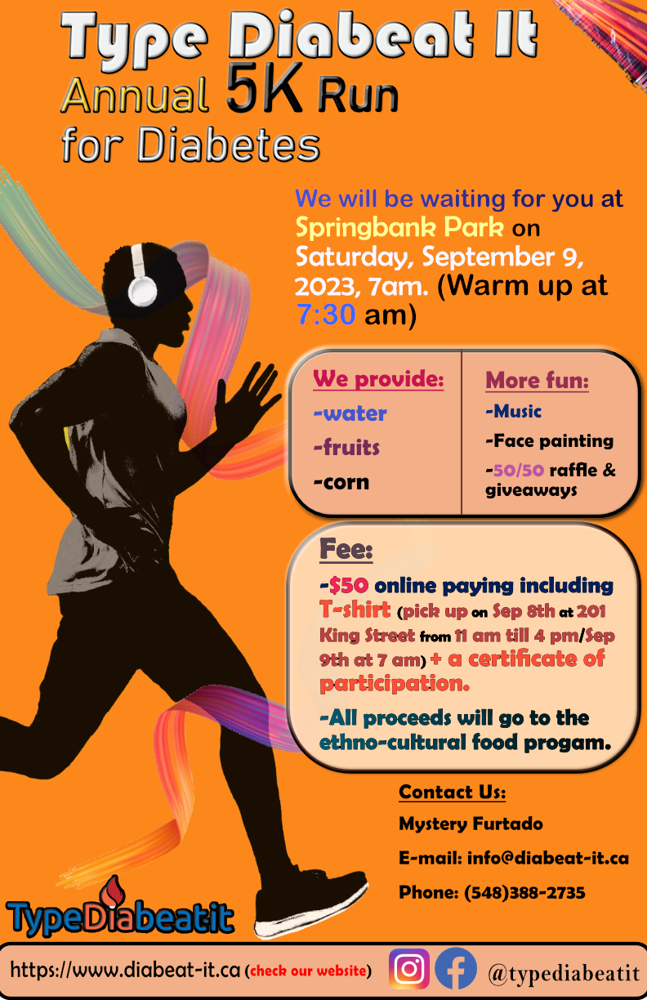 Type Diabeat It
Annual 5K Run
for Diabetes
We will be waiting for you at
Springbank Park on
Saturday, September 9,
2023, 7am. (Warm up at
7:30 am)
We provide:
-water
-fruits
-corn
More fun:
-Music
-Face painting
-50/50 raffle &
giveaways
Fee:
-$50 online paying including
T-shirt (pick up on Sep 8th at 201
King Street from 11 am till 4 pm/Sep
9th at 7 am) + a certificate of
participation.
-All proceeds will go to the
ethno-cultural food progam.
Contact Us:
Mystery Furtado
E-mail: info@diabeat-it.ca
Phone: (548)388-2735
TypeDiabeatit
https://www.diabeat-it.ca (check our website)
@typediabeatit